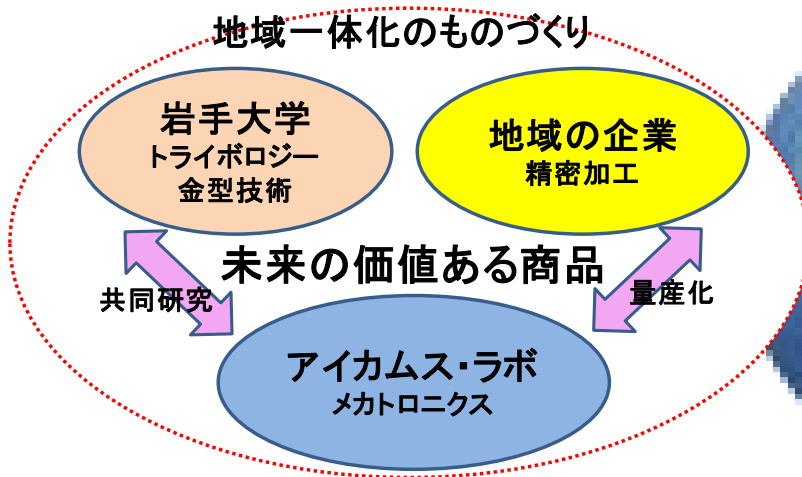 地域一体化のものづくり
岩手大学
トライボロジー
金型技術
地域の企業
精密加工
未来の価値ある商品
共同研究
量産化
アイカムス・ラボ
メカトロニクス